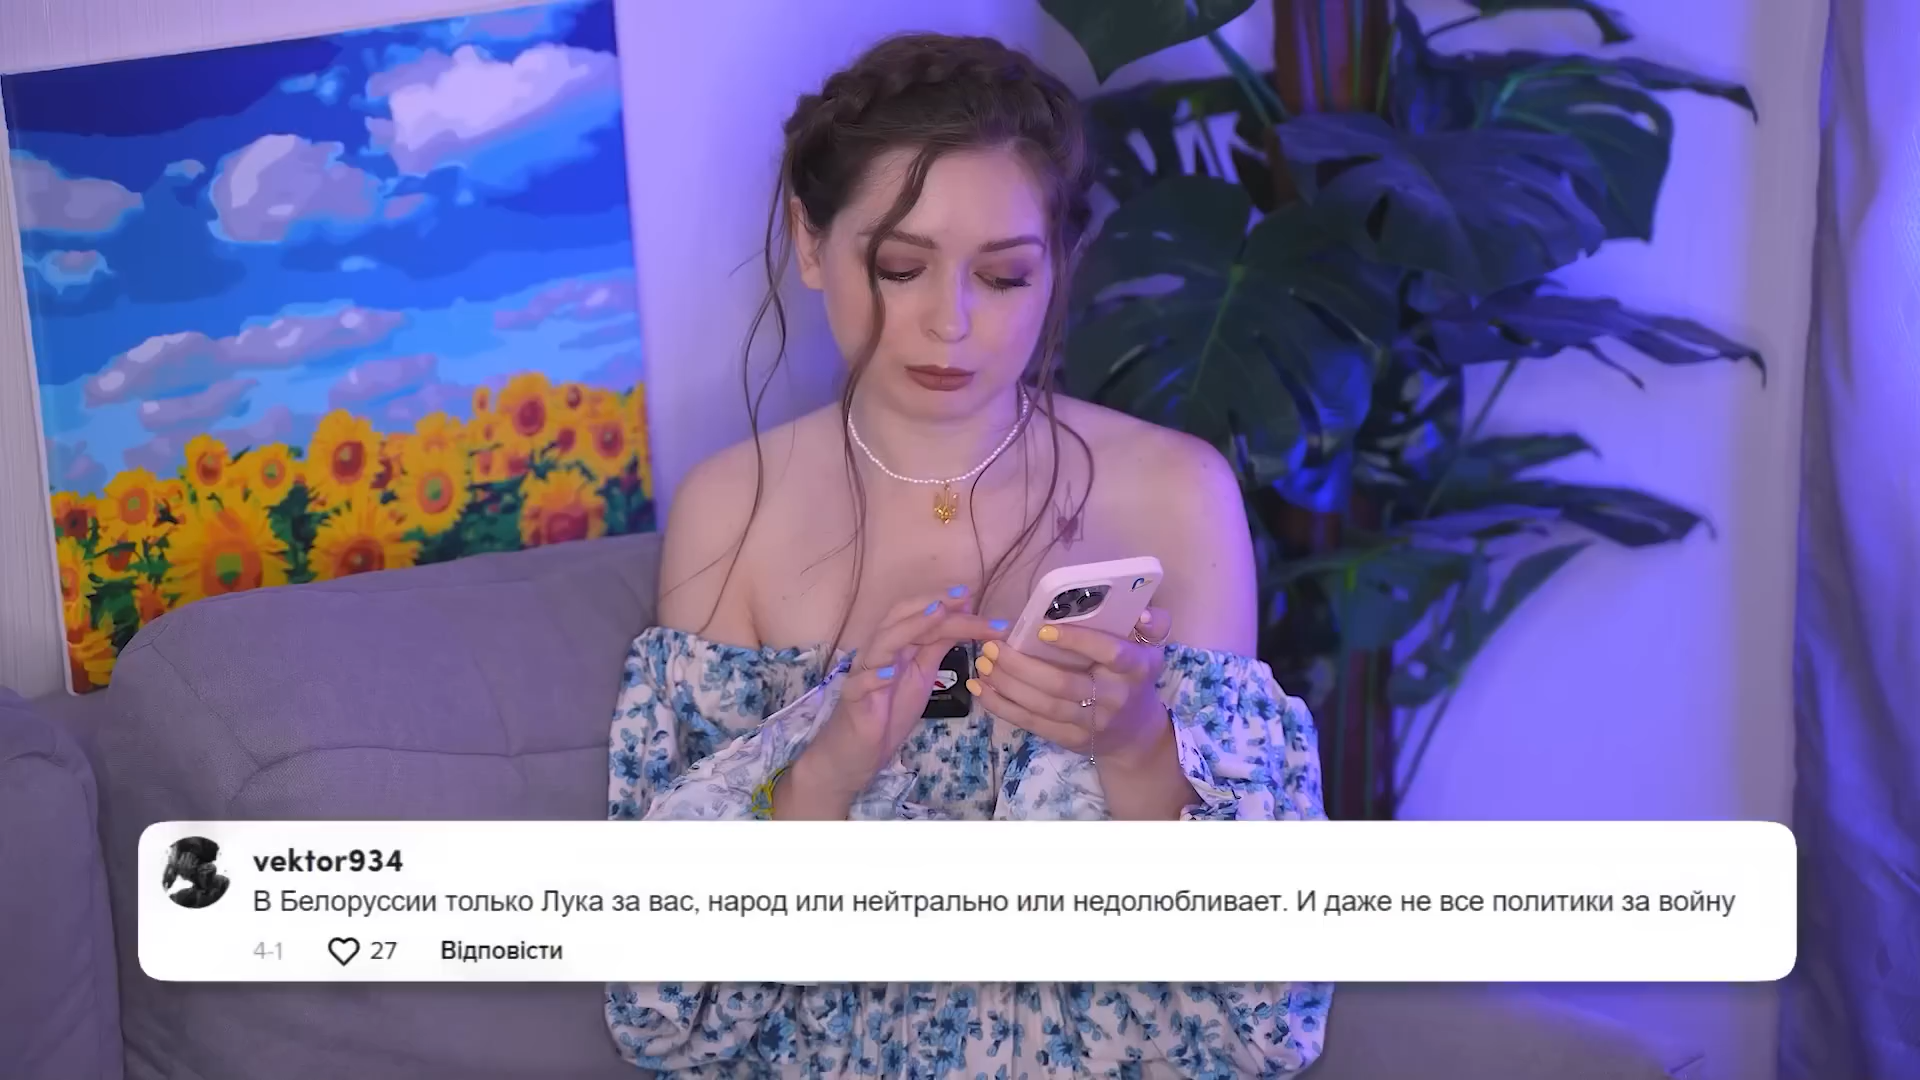 vektor934
В Белоруссии только Лука за вас, народ или нейтрально или недолюбливает. И даже не все политики за войну
4-1 27 Відповісти